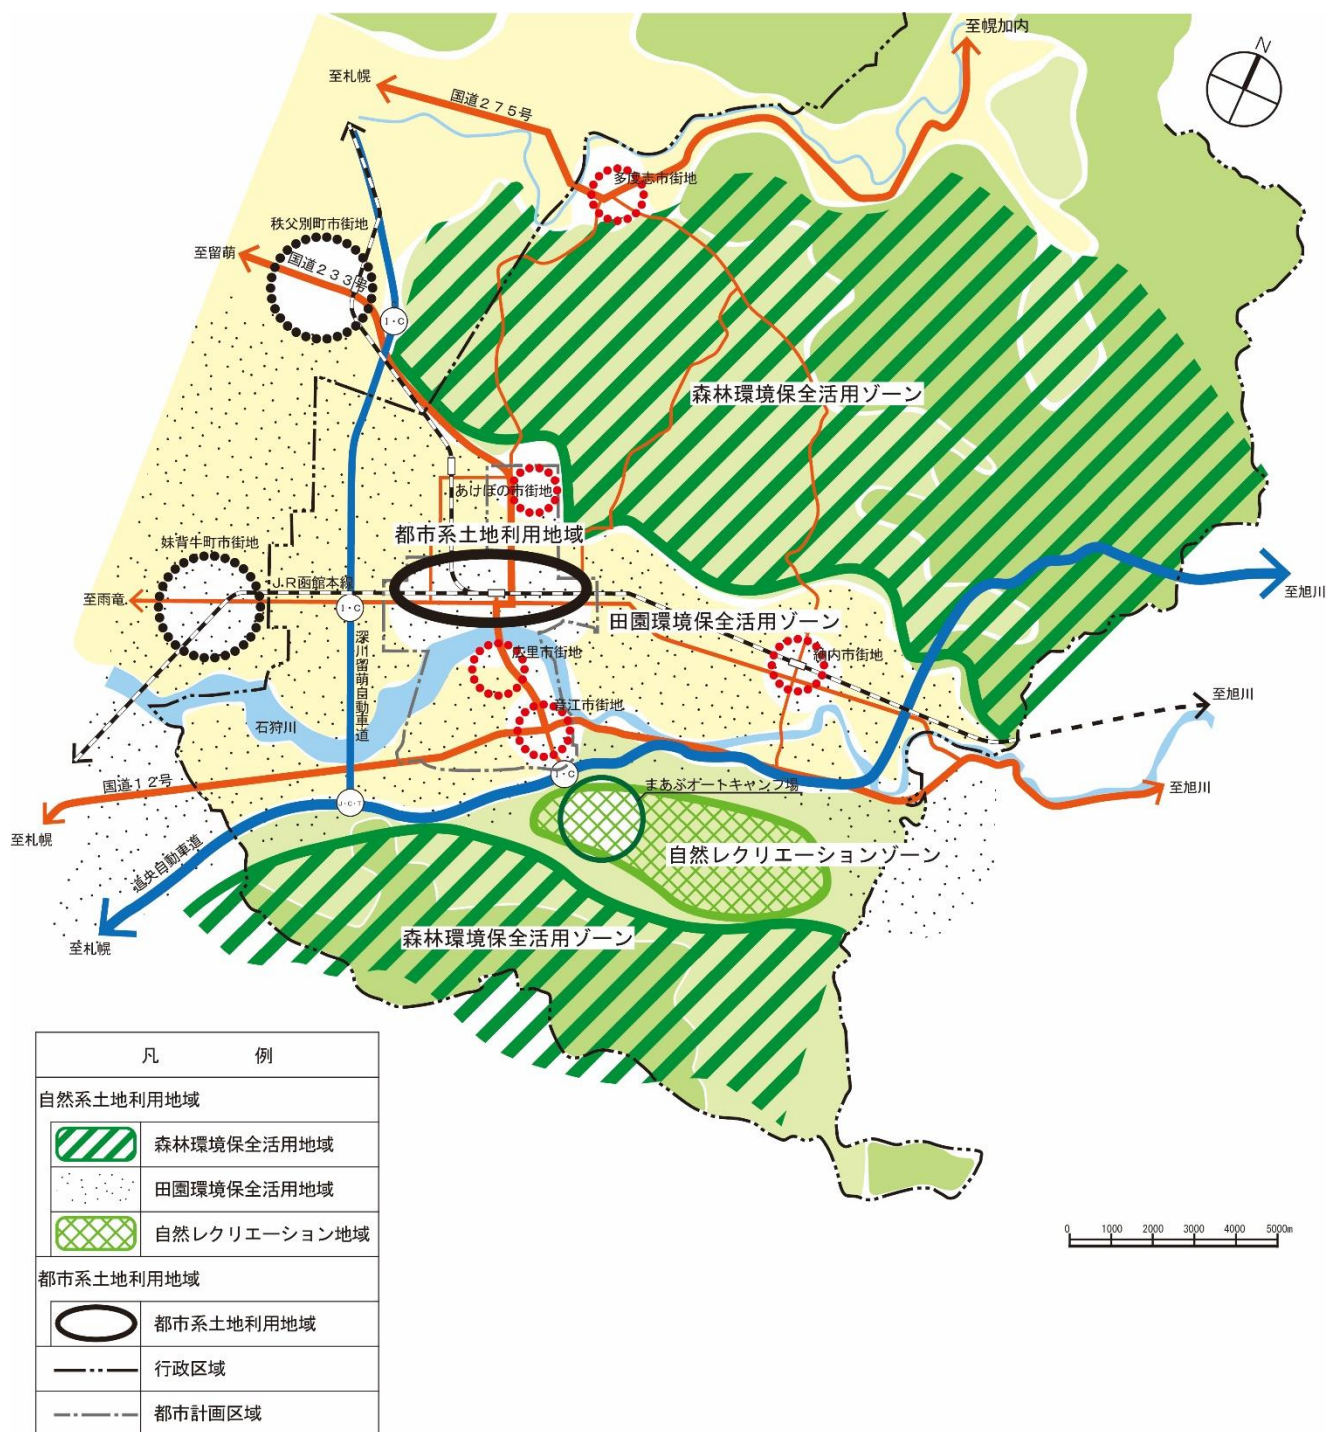 至幌加内
N
至札幌
国道275号
多度志市街地
秩父別町市街地
至留萌
国道233号
I・C
森林環境保全活用ゾーン
あけぼの市街地
都市系土地利用地域
妹背牛町市街地
JR函館本線
至雨竜
I・C
至旭川
田園環境保全活用ゾーン
深川留萌自動車道
広里市街地
納内市街地
至旭川
音江市街地
石狩川
I・C
国道12号
まあぶオートキャンプ場
至旭川
J・C・T
至札幌
道央自動車道
自然レクリエーションゾーン
至札幌
森林環境保全活用ゾーン
凡 例
自然系土地利用地域
森林環境保全活用地域
田園環境保全活用地域
自然レクリエーション地域
都市系土地利用地域
都市系土地利用地域
行政区域
都市計画区域
0 1000 2000 3000 4000 5000m